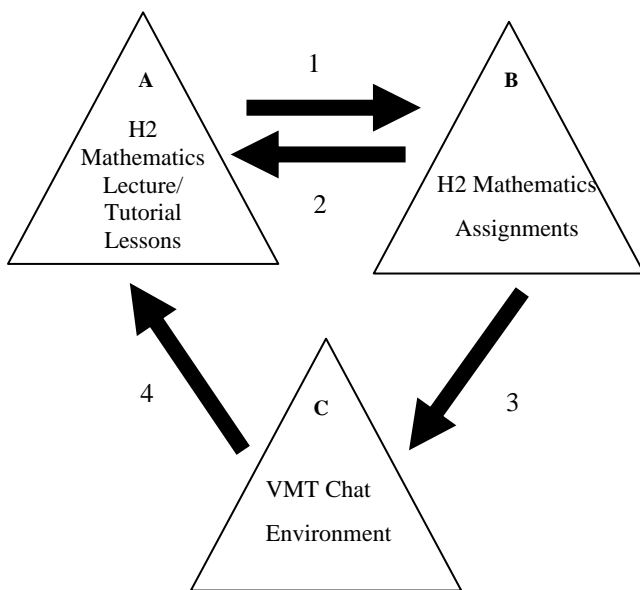 A
H2
Mathematics
Lecture/
Tutorial
Lessons
1
2
B
H2 Mathematics
Assignments
4
3
C
VMT Chat
Environment